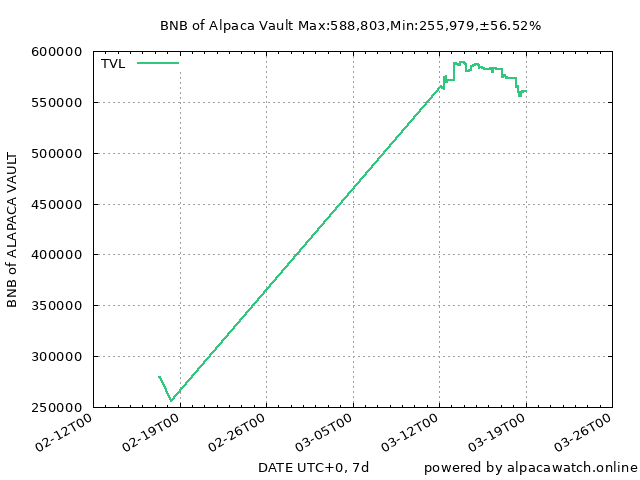 BNB of Alpaca Vault Max:588,803,Min:255,979,±56.52%
600000
TVL
550000
500000
450000
400000
350000
300000
250000
BNB of ALAPACA VAULT
02-12T00
02-19T00
02-26T00
03-05T00
03-12T00
03-19T00
03-26T00
DATE UTC+0, 7d
powered by alpacawatch.online